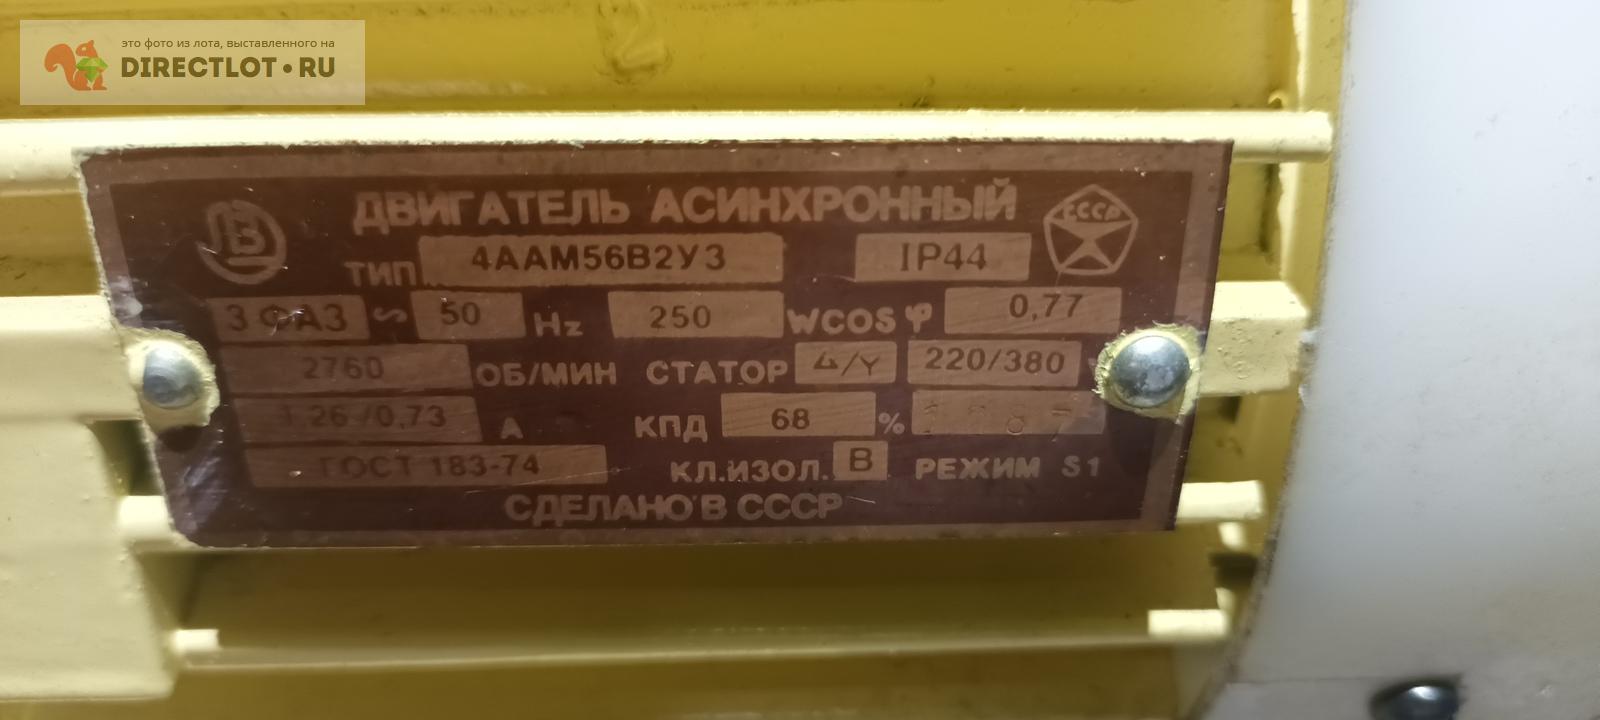 это фото из лота, выставленного на
DIRECTLOT•RU
ДВИГАТЕЛЬ АСИНХРОННЫЙ
СССР
ТИП 4ААМ56В2У3 IP44
3 ФАЗ ~ 50 Hz 250 W COS φ 0,77
2760 ОБ/МИН СТАТОР Δ/Y 220/380
1,26/0,73 А КПД 68 %
ГОСТ 183-74 КЛ.ИЗОЛ. В РЕЖИМ S1
СДЕЛАНО В СССР